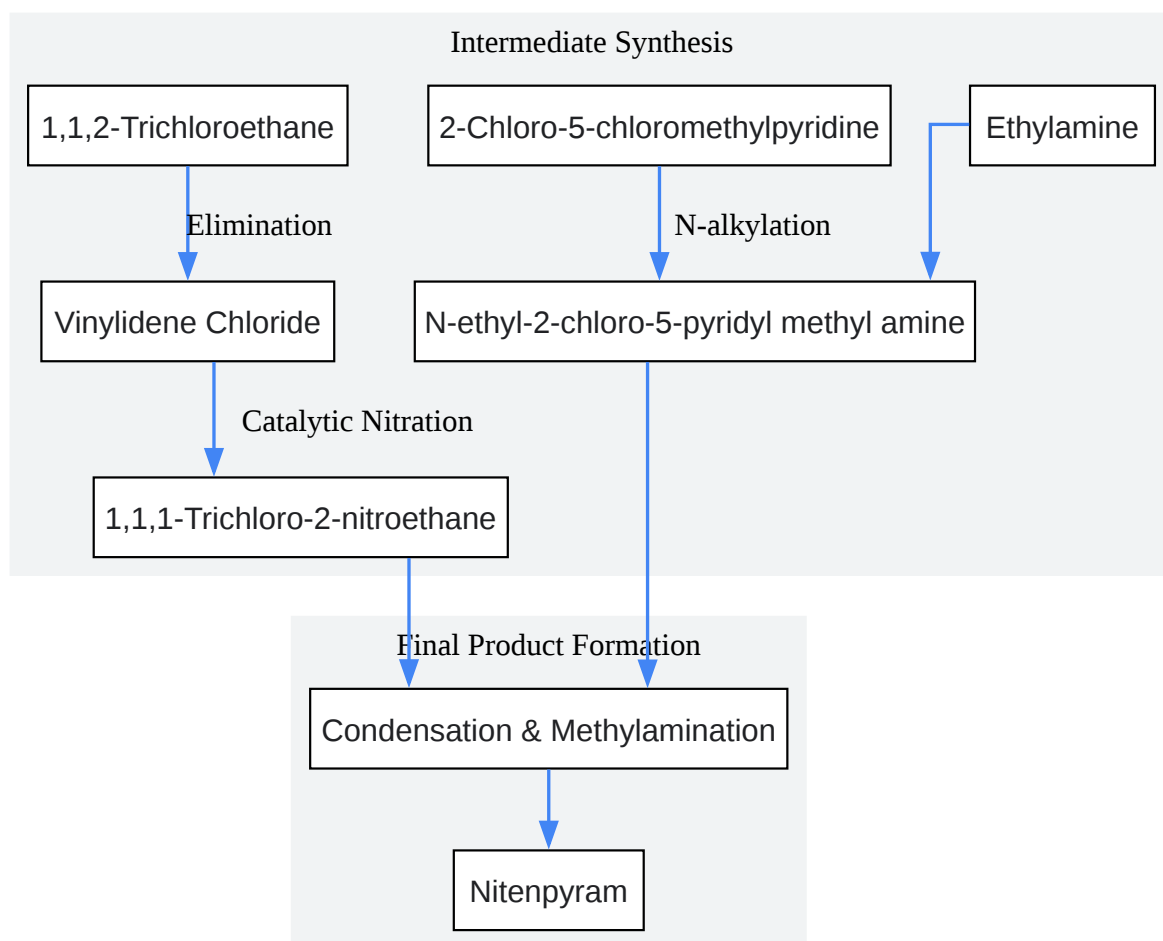 Intermediate Synthesis
1,1,2-Trichloroethane
2-Chloro-5-chloromethylpyridine
Ethylamine
Elimination
N-alkylation
Vinylidene Chloride
N-ethyl-2-chloro-5-pyridyl methyl amine
Catalytic Nitration
1,1,1-Trichloro-2-nitroethane
Final Product Formation
Condensation & Methylamination
Nitenpyram